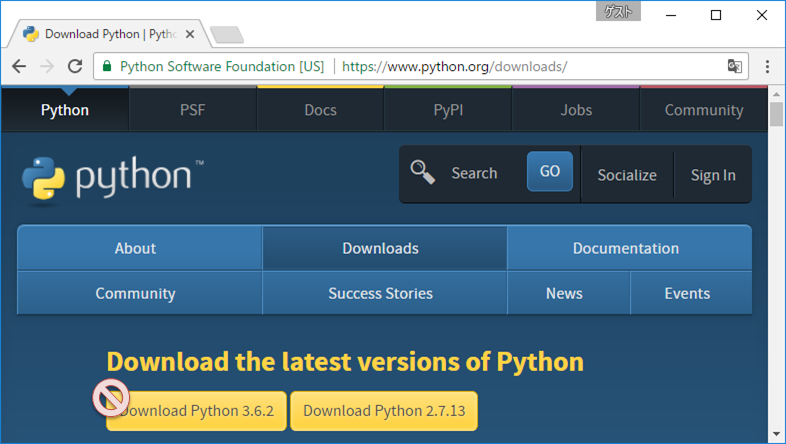 ゲスト
Download Python | Pytho
Python Software Foundation [US] https://www.python.org/downloads/
Python PSF Docs PyPI Jobs Community
python™ Search GO Socialize Sign In
About Downloads Documentation
Community Success Stories News Events
Download the latest versions of Python
Download Python 3.6.2 Download Python 2.7.13